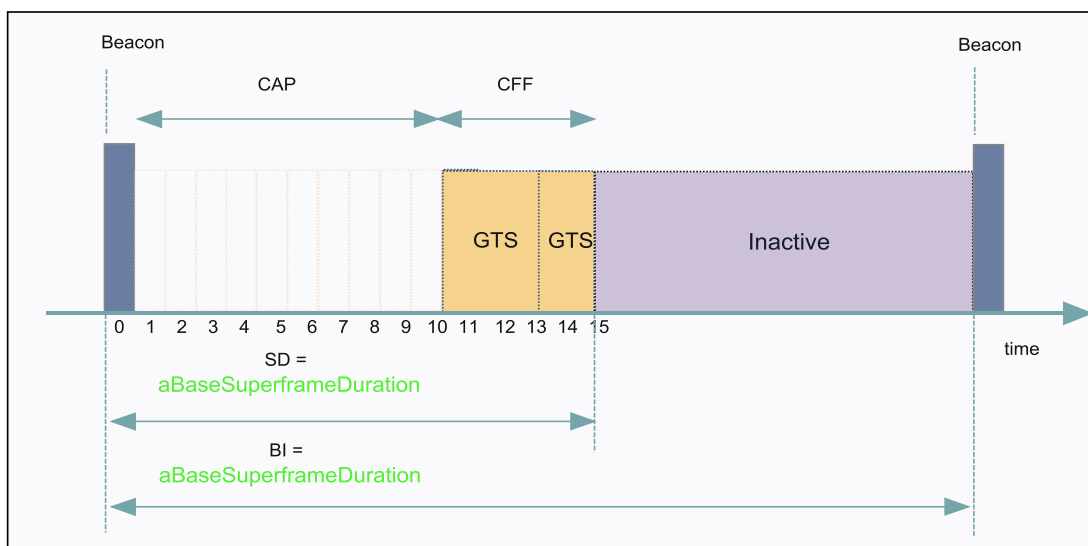 Beacon
Beacon
CAP
CFF
GTS
GTS
Inactive
0 1 2 3 4 5 6 7 8 9 10 11 12 13 14 15
time
SD =
aBaseSuperframeDuration
BI =
aBaseSuperframeDuration